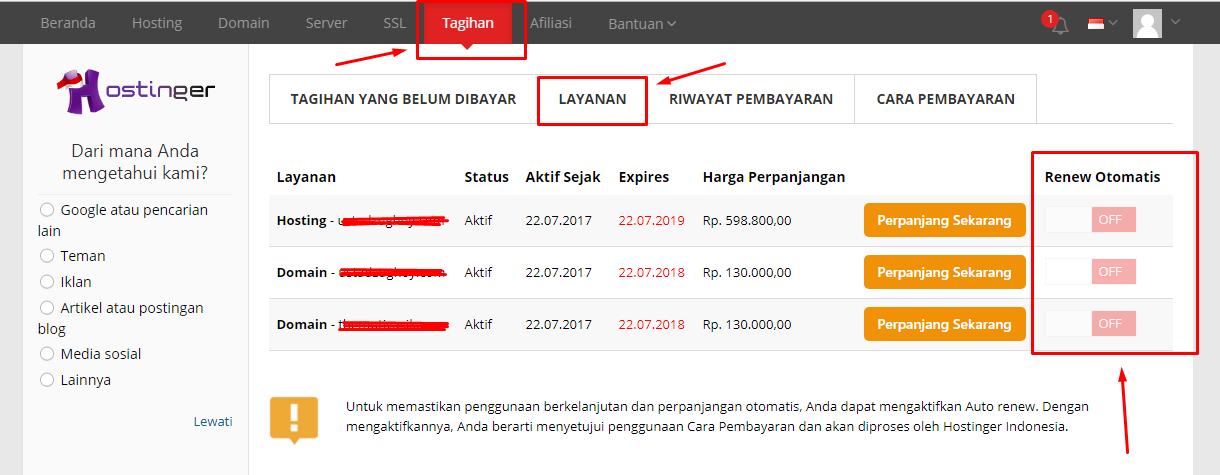 Beranda Hosting Domain Server SSL Tagihan Afiliasi Bantuan 1
Hostinger
Dari mana Anda
mengetahui kami?
Google atau pencarian
lain
Teman
Iklan
Artikel atau postingan
blog
Media sosial
Lainnya
Lewati
TAGIHAN YANG BELUM DIBAYAR LAYANAN RIWAYAT PEMBAYARAN CARA PEMBAYARAN
Layanan Status Aktif Sejak Expires Harga Perpanjangan Renew Otomatis
Hosting - Aktif 22.07.2017 22.07.2019 Rp. 598.800,00 Perpanjang Sekarang OFF
Domain - Aktif 22.07.2017 22.07.2018 Rp. 130.000,00 Perpanjang Sekarang OFF
Domain - Aktif 22.07.2017 22.07.2018 Rp. 130.000,00 Perpanjang Sekarang OFF
Untuk memastikan penggunaan berkelanjutan dan perpanjangan otomatis, Anda dapat mengaktifkan Auto renew. Dengan
mengaktifkannya, Anda berarti menyetujui penggunaan Cara Pembayaran dan akan diproses oleh Hostinger Indonesia.